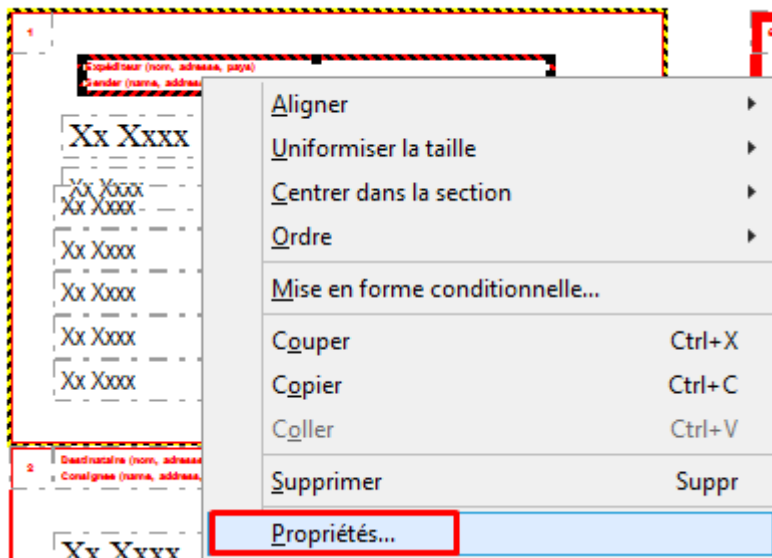 1
Expéditeur (nom, adresse, pays)
Sender (name, address
Xx Xxxx
Xx Xxxx
Xx Xxxx
Xx Xxxx
Xx Xxxx
Xx Xxxx
Xx Xxxx
2
Destinataire (nom, adresse
Consignee (name, address,
Xx Xxxx
Aligner
Uniformiser la taille
Centrer dans la section
Ordre
Mise en forme conditionnelle...
Couper Ctrl+X
Copier Ctrl+C
Coller Ctrl+V
Supprimer Suppr
Propriétés...